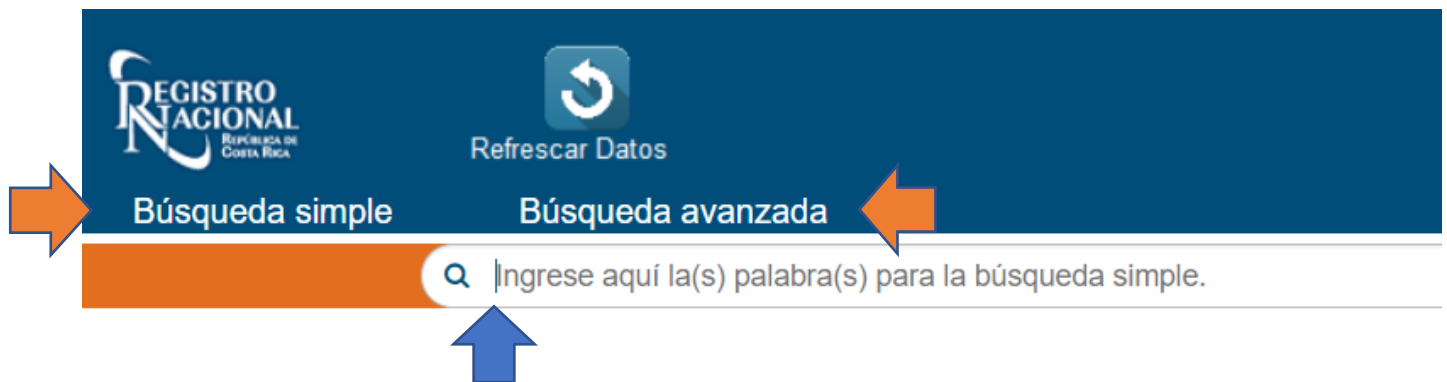 REGISTRO
NACIONAL
REPÚBLICA DE
COSTA RICA
Refrescar Datos
Búsqueda simple
Búsqueda avanzada
Ingrese aquí la(s) palabra(s) para la búsqueda simple.